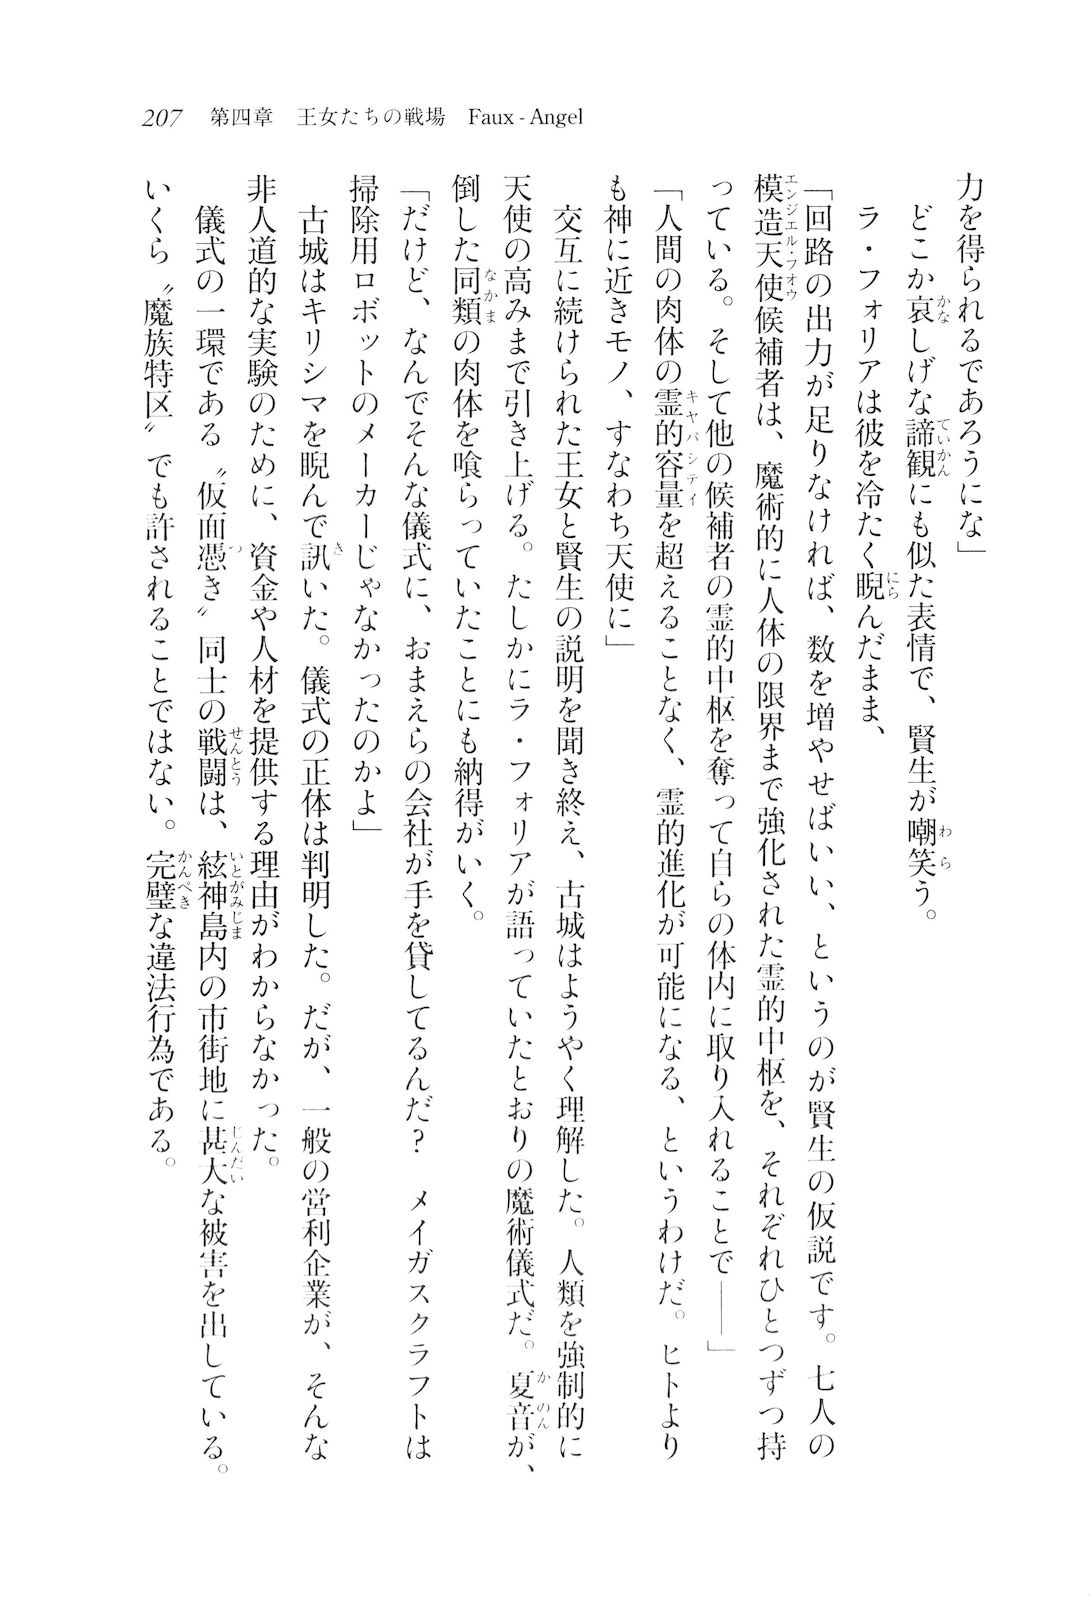 207　第四章　王女たちの戦場　Faux - Angel
力を得られるであろうにな」
　どこか哀しげな諦観にも似た表情で、賢生が嘲笑う。
　ラ・フォリアは彼を冷たく睨んだまま、
「回路の出力が足りなければ、数を増やせばいい、というのが賢生の仮説です。七人の
模造天使候補者は、魔術的に人体の限界まで強化された霊的中枢を、それぞれひとつずつ持
っている。そして他の候補者の霊的中枢を奪って自らの体内に取り入れることで――」
「人間の肉体の霊的容量を超えることなく、霊的進化が可能になる、というわけだ。ヒトより
も神に近きモノ、すなわち天使に」
　交互に続けられた王女と賢生の説明を聞き終え、古城はようやく理解した。人類を強制的に
天使の高みまで引き上げる。たしかにラ・フォリアが語っていたとおりの魔術儀式だ。夏音が、
倒した同類の肉体を喰らっていたことにも納得がいく。
「だけど、なんでそんな儀式に、おまえらの会社が手を貸してるんだ？　メイガスクラフトは
掃除用ロボットのメーカーじゃなかったのかよ」
　古城はキリシマを睨んで訊いた。儀式の正体は判明した。だが、一般の営利企業が、そんな
非人道的な実験のために、資金や人材を提供する理由がわからなかった。
　儀式の一環である〝仮面憑き〟同士の戦闘は、絃神島内の市街地に甚大な被害を出している。
いくら〝魔族特区〟でも許されることではない。完璧な違法行為である。